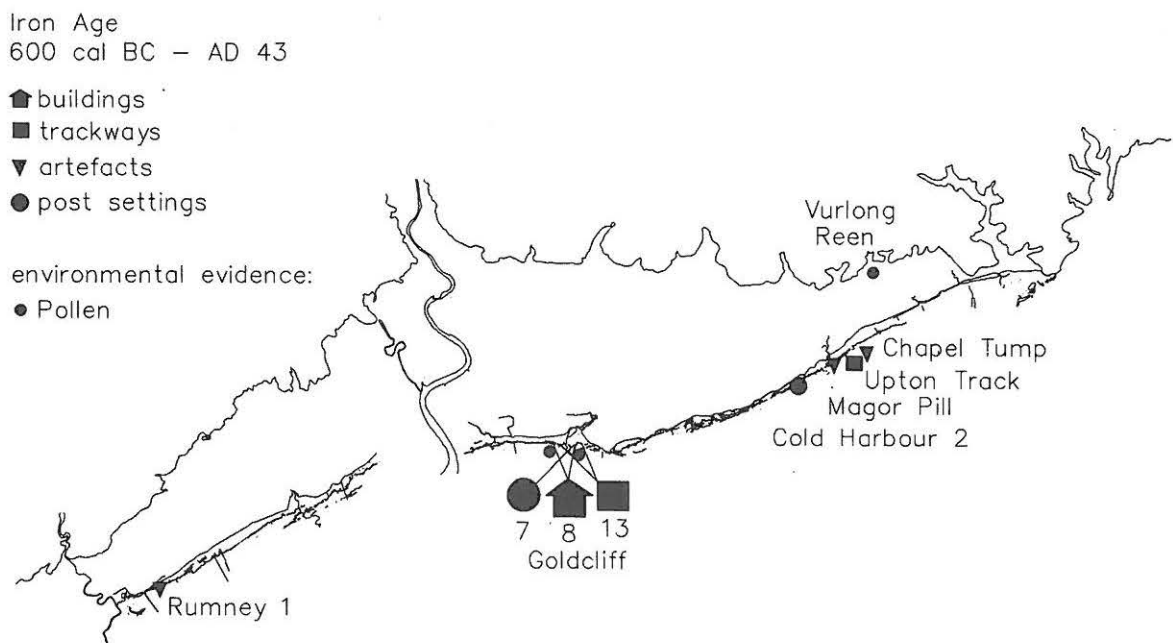 Iron Age
600 cal BC – AD 43
buildings
trackways
artefacts
post settings
environmental evidence:
Pollen
Vurlong
Reen
Chapel Tump
Upton Track
Magor Pill
Cold Harbour 2
7 8 13
Goldcliff
Rumney 1